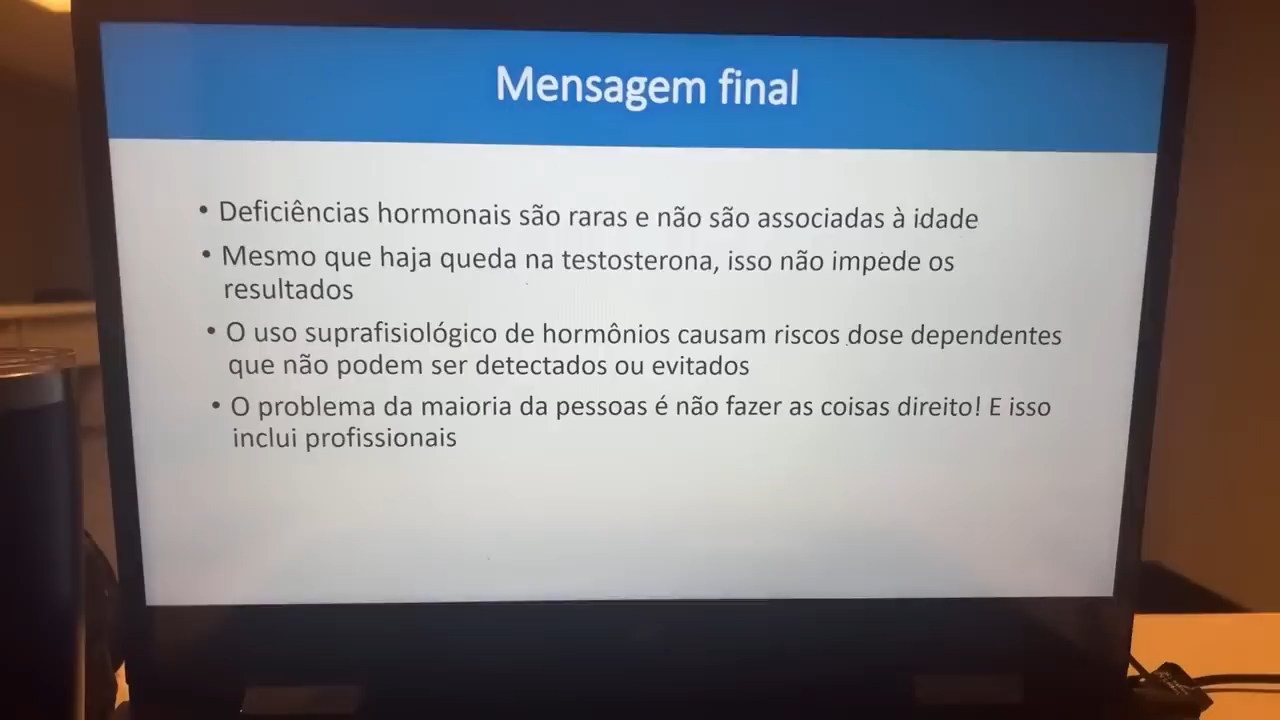 Mensagem final
• Deficiências hormonais são raras e não são associadas à idade
• Mesmo que haja queda na testosterona, isso não impede os
resultados
• O uso suprafisiológico de hormônios causam riscos dose dependentes
que não podem ser detectados ou evitados
• O problema da maioria da pessoas é não fazer as coisas direito! E isso
inclui profissionais